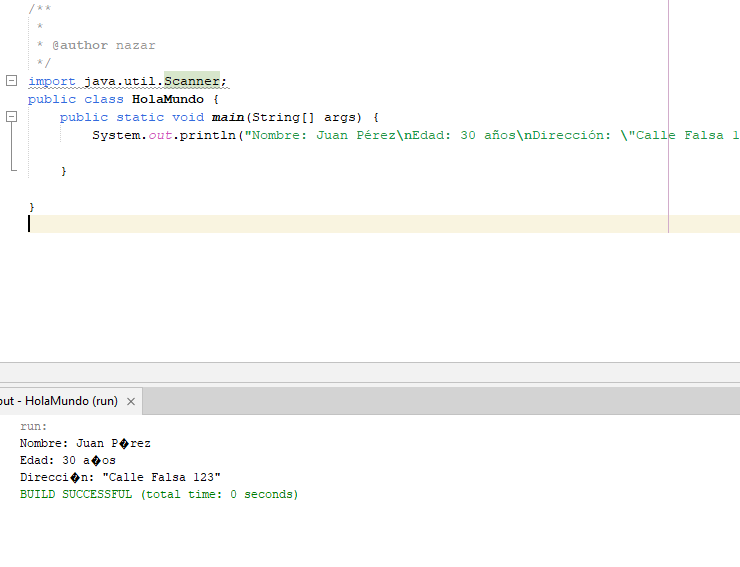 /**
 *
 * @author nazar
 */
import java.util.Scanner;
public class HolaMundo {
    public static void main(String[] args) {
        System.out.println("Nombre: Juan Pérez\nEdad: 30 años\nDirección: \"Calle Falsa 1
    }
}
out - HolaMundo (run) ×
run:
Nombre: Juan P�rez
Edad: 30 a�os
Direcci�n: "Calle Falsa 123"
BUILD SUCCESSFUL (total time: 0 seconds)